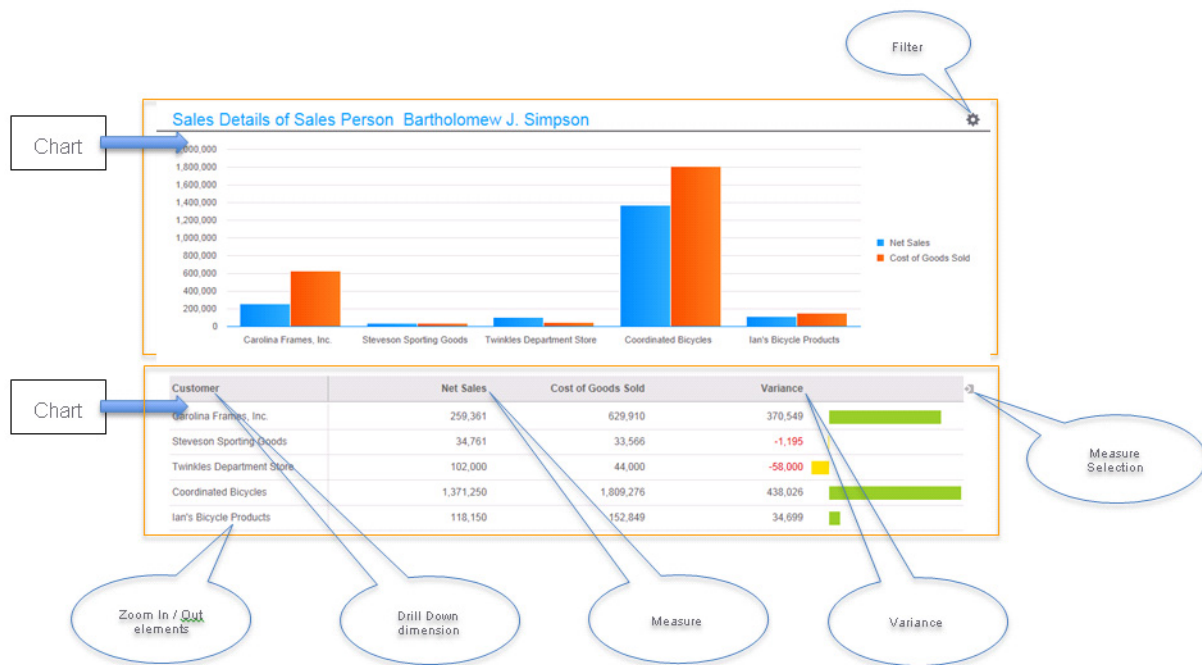 Filter
Sales Details of Sales Person Bartholomew J. Simpson
Chart
2,000,000
1,800,000
1,600,000
1,400,000
1,200,000
1,000,000
800,000
600,000
400,000
200,000
0
Net Sales
Cost of Goods Sold
Carolina Frames, Inc.
Steveson Sporting Goods
Twinkles Department Store
Coordinated Bicycles
Ian's Bicycle Products
Chart
Customer Net Sales Cost of Goods Sold Variance
Carolina Frames, Inc. 259,361 629,910 370,549
Steveson Sporting Goods 34,761 33,566 -1,195
Twinkles Department Store 102,000 44,000 -58,000
Coordinated Bicycles 1,371,250 1,809,276 438,026
Ian's Bicycle Products 118,150 152,849 34,699
Measure
Selection
Zoom In / Out
elements
Drill Down
dimension
Measure
Variance